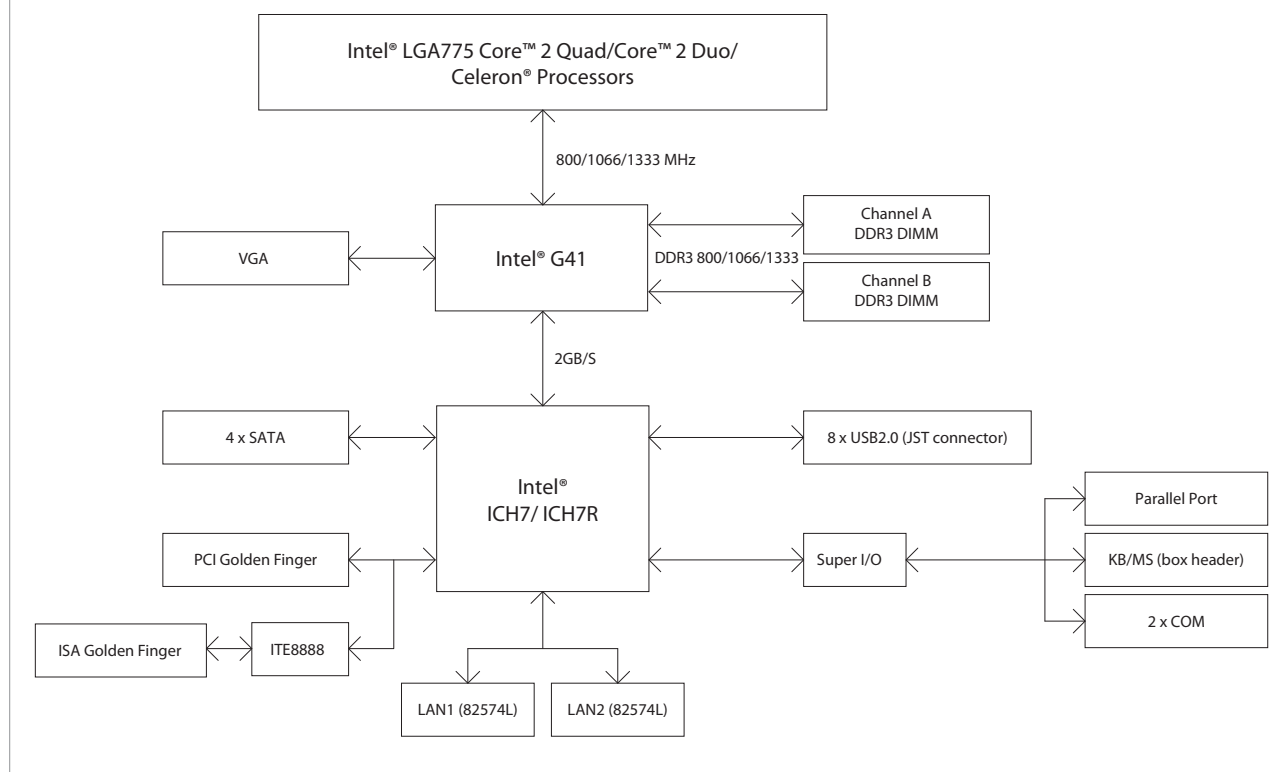 Intel® LGA775 Core™ 2 Quad/Core™ 2 Duo/
Celeron® Processors
800/1066/1333 MHz
Channel A
DDR3 DIMM
VGA
Intel® G41
DDR3 800/1066/1333
Channel B
DDR3 DIMM
2GB/S
4 x SATA
8 x USB2.0 (JST connector)
Intel®
ICH7/ ICH7R
Parallel Port
PCI Golden Finger
Super I/O
KB/MS (box header)
2 x COM
ISA Golden Finger
ITE8888
LAN1 (82574L)
LAN2 (82574L)